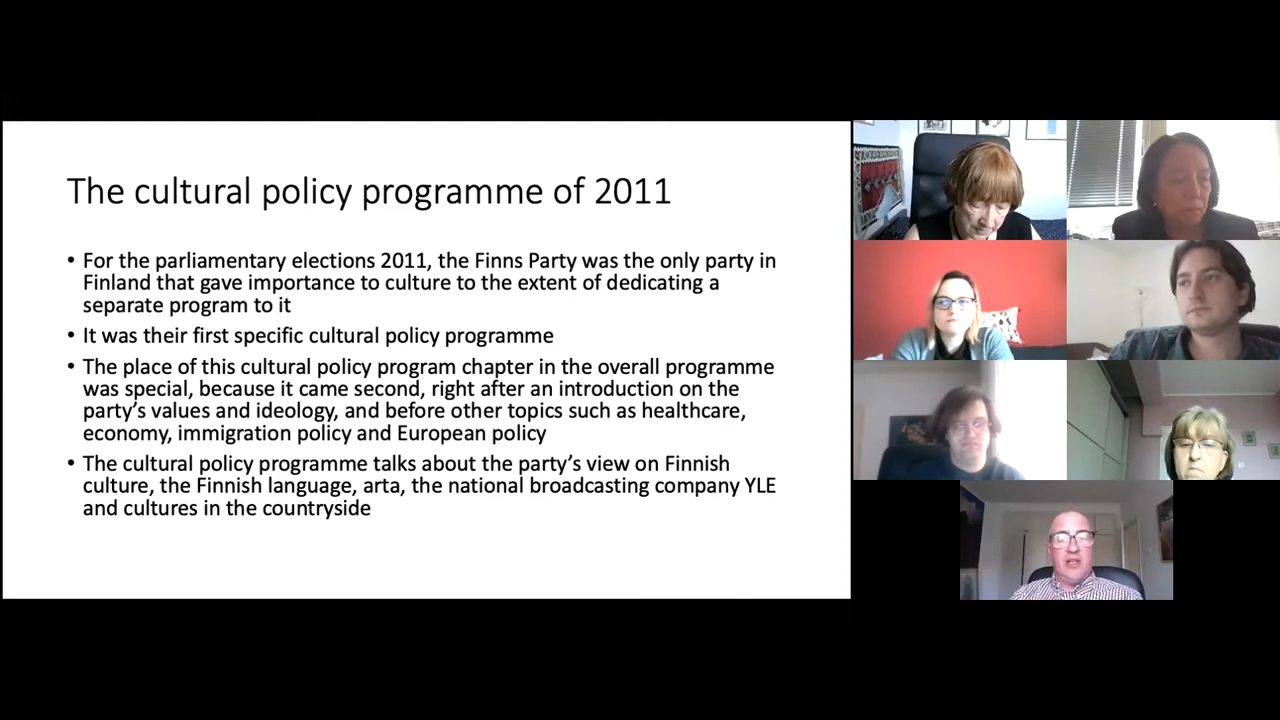 The cultural policy programme of 2011
• For the parliamentary elections 2011, the Finns Party was the only party in
Finland that gave importance to culture to the extent of dedicating a
separate program to it
• It was their first specific cultural policy programme
• The place of this cultural policy program chapter in the overall programme
was special, because it came second, right after an introduction on the
party’s values and ideology, and before other topics such as healthcare,
economy, immigration policy and European policy
• The cultural policy programme talks about the party’s view on Finnish
culture, the Finnish language, arta, the national broadcasting company YLE
and cultures in the countryside